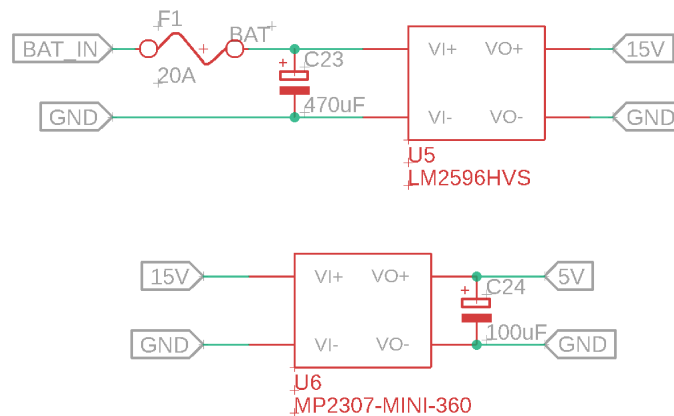 F1
BAT_IN
BAT
C23
VI+
VO+
15V
20A
470uF
GND
VI-
VO-
GND
U5
LM2596HVS
15V
VI+
VO+
C24
5V
GND
VI-
VO-
100uF
GND
U6
MP2307-MINI-360